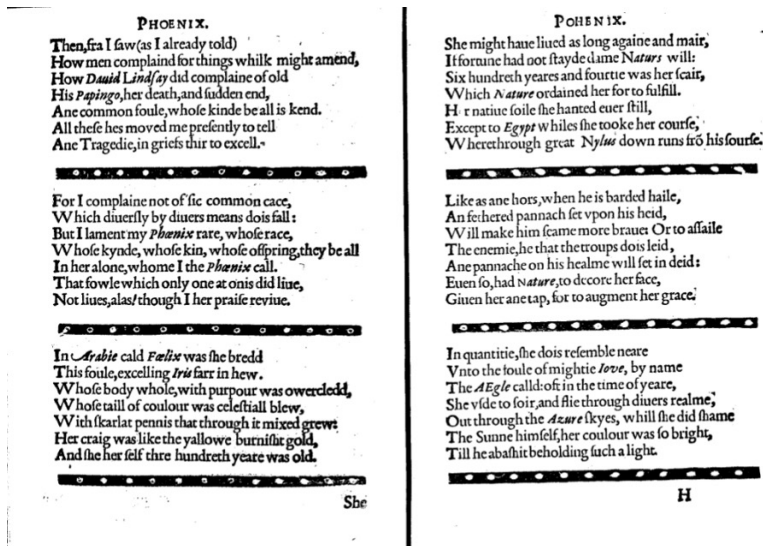 PHOENIX.
Then,fra I ſaw(as I already told)
How men complaind for things whilk might amend,
How Dauid Lindſay did complaine of old
His Papingo,her death,and ſudden end,
Ane common foule,whoſe kinde be all is kend.
All theſe hes moved me preſently to tell
Ane Tragedie,in griefs thir to excell.
For I complaine not of ſic common cace,
Which diuerſly by diuers means dois fall:
But I lament my Phœnix rare, whoſe race,
Whoſe kynde, whoſe kin, whoſe offpring,they be all
In her alone,whome I the Phœnix call.
That fowle which only one at onis did liue,
Not liues,alas! though I her praiſe reviue.
In Arabie cald Fœlix was ſhe bredd
This foule,excelling Iris farr in hew.
Whoſe body whole,with purpour was owercledd,
Whoſe taill of coulour was celeſtiall blew,
With ſkarlat pennis that through it mixed grew:
Her craig was like the yallowe burniſht gold,
And ſhe her ſelf thre hundreth yeare was old.
She
POHENIX.
She might haue liued as long againe and mair,
If fortune had not ſtayde dame Naturs will:
Six hundreth yeares and fourtie was her ſcair,
Which Nature ordained her for to fulfill.
H r natiue ſoile ſhe hanted euer ſtill,
Except to Egypt whiles ſhe tooke her courſe,
Wherethrough great Nylus down runs frō his ſourſe.
Like as ane hors,when he is barded haile,
An fethered pannach ſet vpon his heid,
Will make him ſeame more braue: Or to aſſaile
The enemie,he that the troups dois leid,
Ane pannache on his healme will ſet in deid:
Euen ſo,had Nature,to decore her face,
Giuen her ane tap, for to augment her grace.
In quantitie,ſhe dois reſemble neare
Vnto the foule of mightie Iove, by name
The AEgle calld:oft in the time of yeare,
She vſde to ſoir,and flie through diuers realme,
Out through the Azure ſkyes, whill ſhe did ſhame
The Sunne himſelf,her coulour was ſo bright,
Till he abaſhit beholding ſuch a light.
H